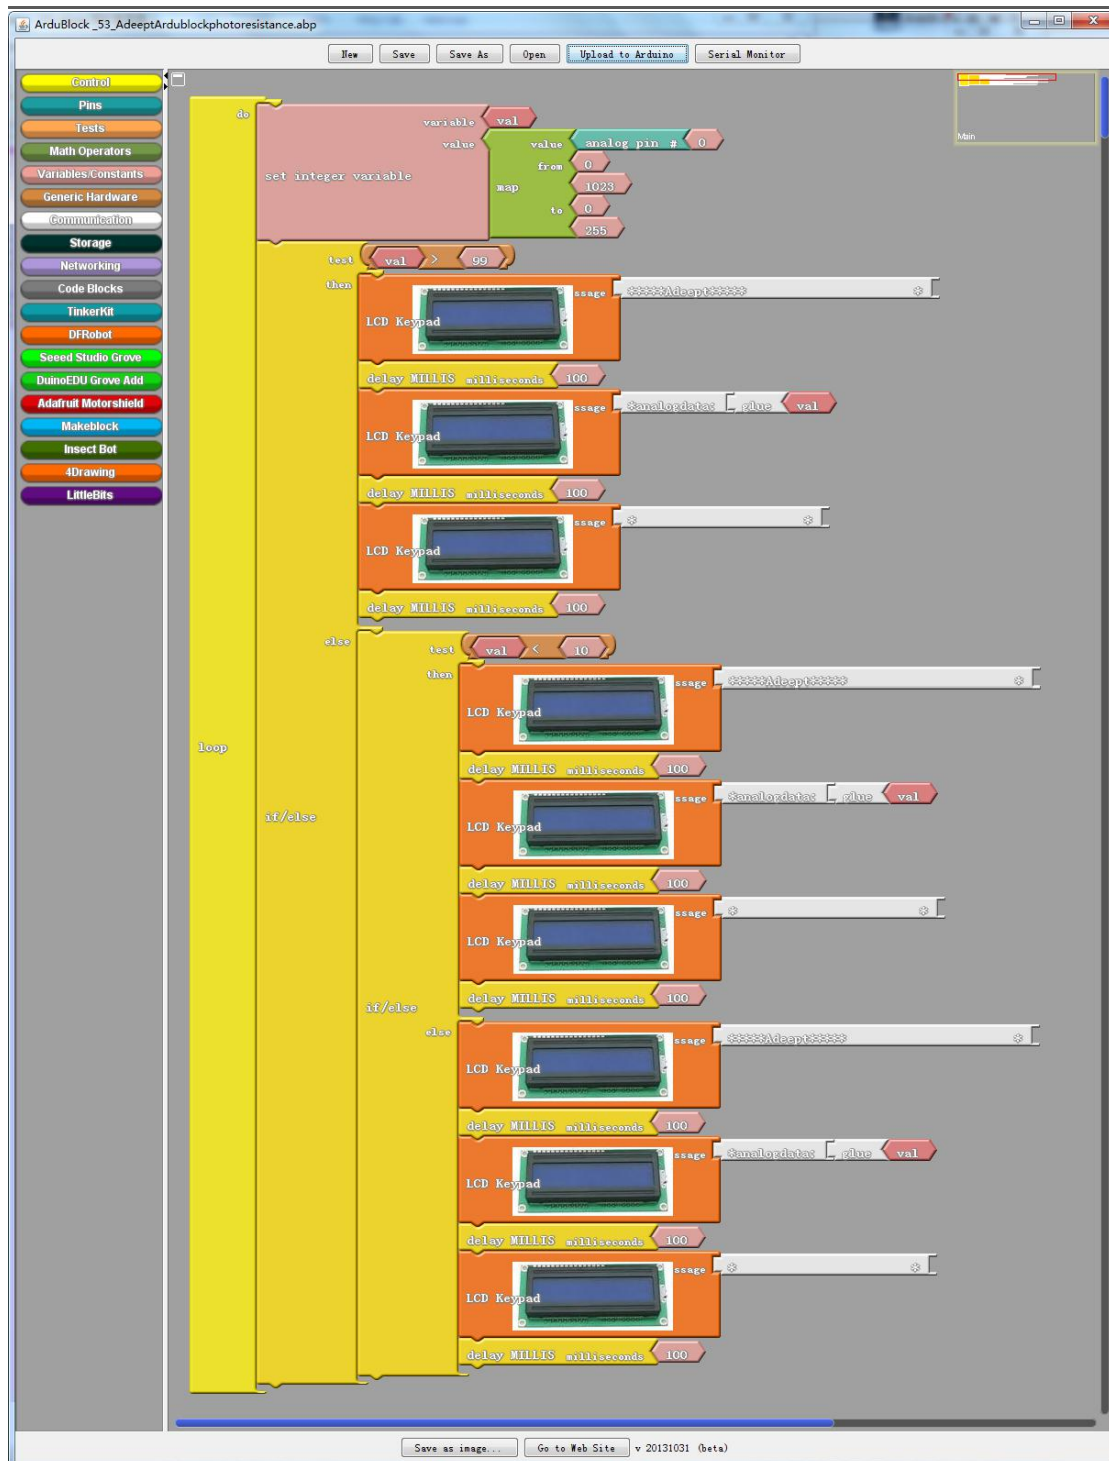 ArduBlock _53_AdeeptArdublockphotoresistance.abp
New Save Save As Open Upload to Arduino Serial Monitor
Control
Pins
Tests
Math Operators
Variables/Constants
Generic Hardware
Communication
Storage
Networking
Code Blocks
TinkerKit
DFRobot
Seeed Studio Grove
DuinoEDU Grove Add
Adafruit Motorshield
Makeblock
Insect Bot
4Drawing
LittleBits
Main
loop
do
set integer variable
variable val
value
map
value analog pin # 0
from 0
1023
to 0
255
if/else
test val > 99
then
LCD Keypad ssage *****Adeept***** *
delay MILLIS milliseconds 100
LCD Keypad ssage *analogdata: glue val
delay MILLIS milliseconds 100
LCD Keypad ssage * *
delay MILLIS milliseconds 100
else
if/else
test val < 10
then
LCD Keypad ssage *****Adeept***** *
delay MILLIS milliseconds 100
LCD Keypad ssage *analogdata: glue val
delay MILLIS milliseconds 100
LCD Keypad ssage * *
delay MILLIS milliseconds 100
else
LCD Keypad ssage *****Adeept***** *
delay MILLIS milliseconds 100
LCD Keypad ssage *analogdata: glue val
delay MILLIS milliseconds 100
LCD Keypad ssage * *
delay MILLIS milliseconds 100
Save as image... Go to Web Site v 20131031 (beta)